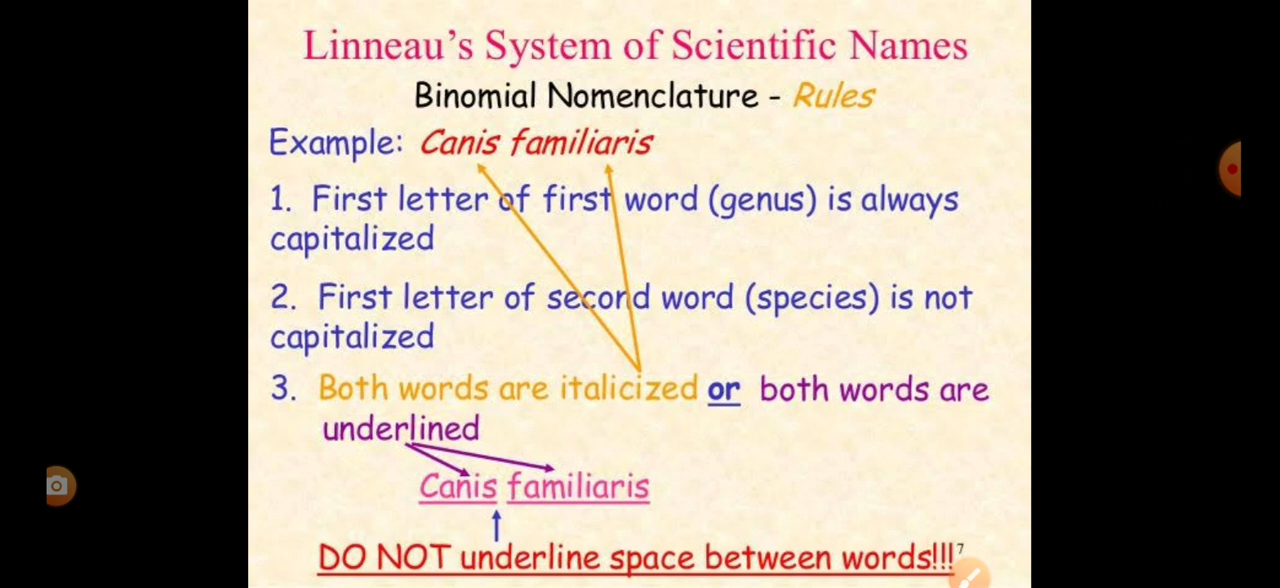 Linneau's System of Scientific Names
Binomial Nomenclature - Rules
Example: Canis familiaris
1. First letter of first word (genus) is always
capitalized
2. First letter of second word (species) is not
capitalized
3. Both words are italicized or both words are
underlined
Canis familiaris
DO NOT underline space between words!!! 7